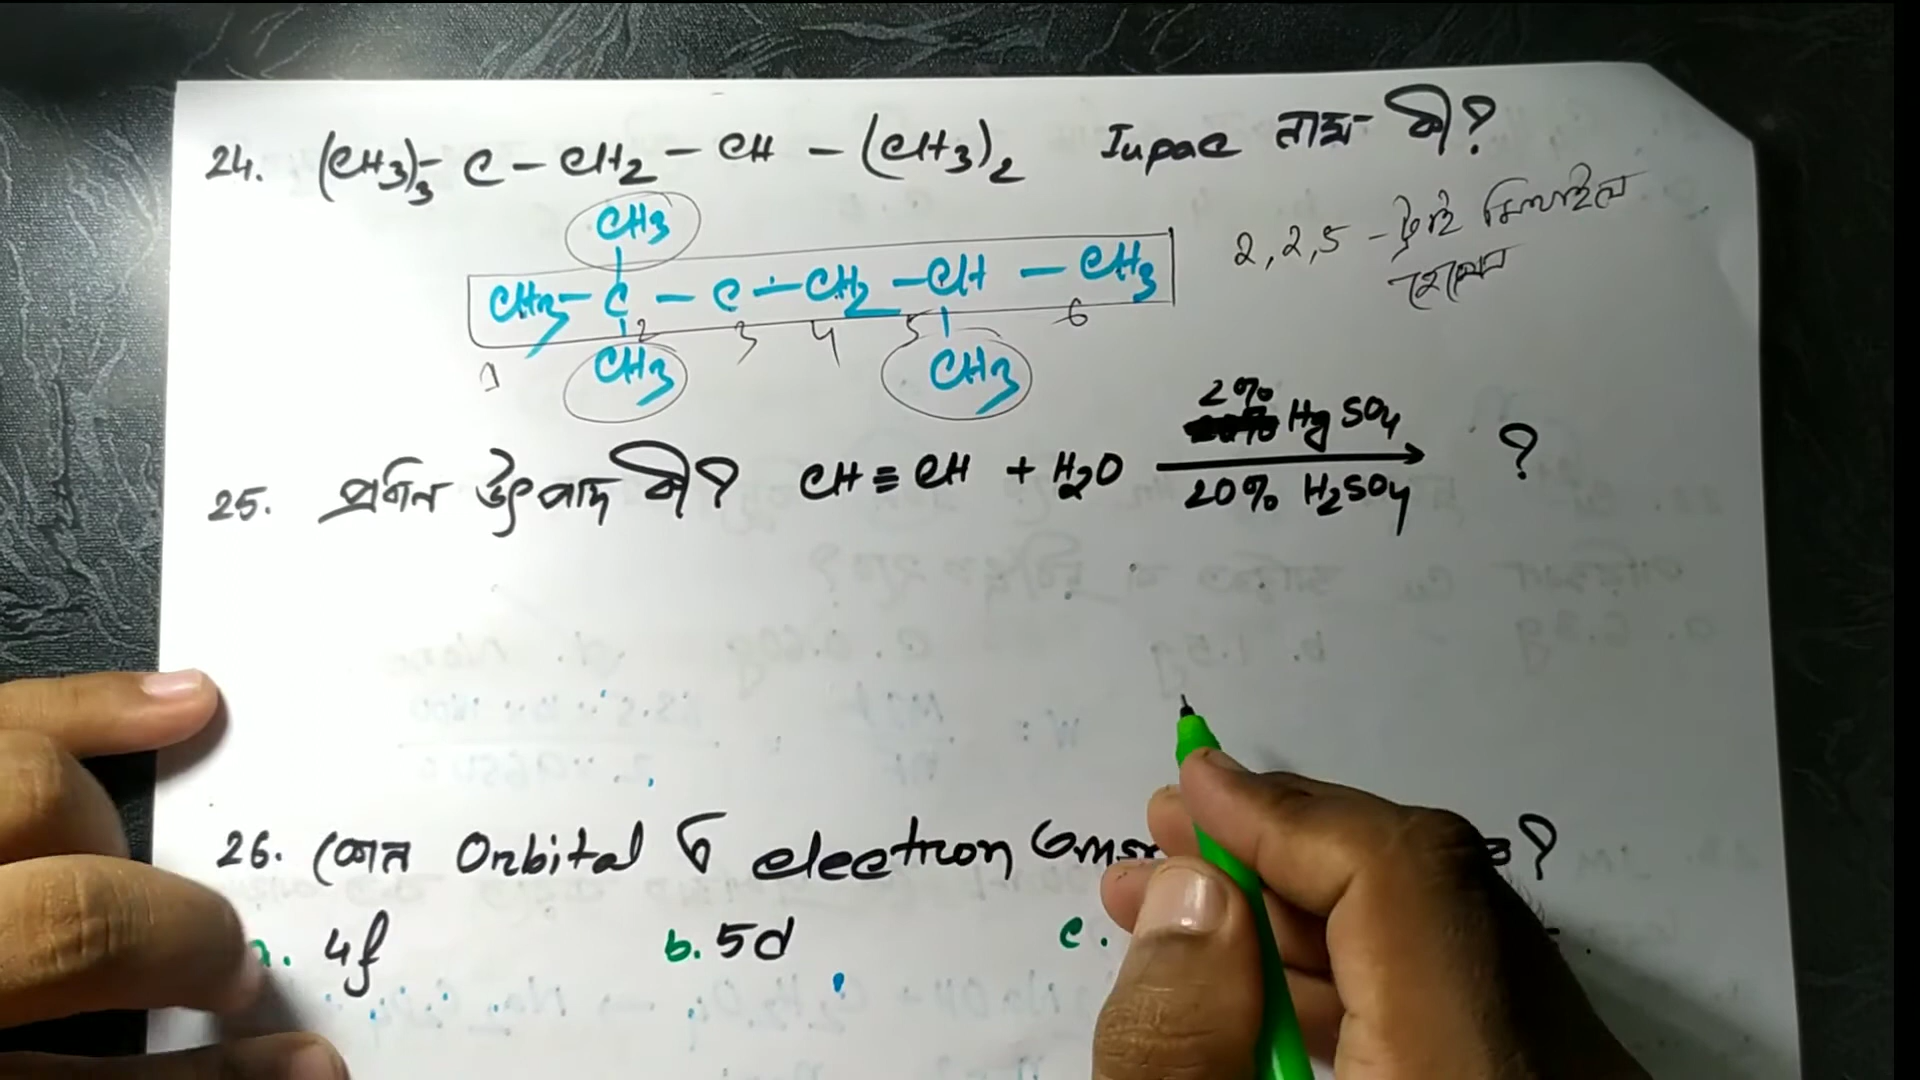 24. (CH3)3- C - CH2 - CH - (CH3)2 Iupac নাম কী?
CH3
CH3 - C - C - CH2 - CH - CH3
1 2 3 4 5 6
CH3 CH3
2,2,5 - ট্রাই মিথাইল
হেক্সেন
25. প্রধান উৎপাদ কী? CH ≡ CH + H2O 2% HgSO4 20% H2SO4 ?
26. কোন Orbital এ electron
a. 4f b. 5d c.